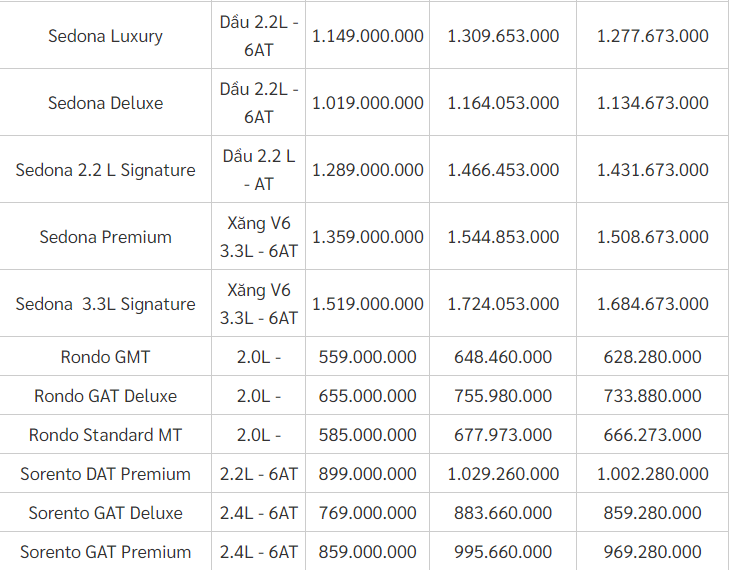 Sedona Luxury Dầu 2.2L - 6AT 1.149.000.000 1.309.653.000 1.277.673.000
Sedona Deluxe Dầu 2.2L - 6AT 1.019.000.000 1.164.053.000 1.134.673.000
Sedona 2.2 L Signature Dầu 2.2 L - AT 1.289.000.000 1.466.453.000 1.431.673.000
Sedona Premium Xăng V6 3.3L - 6AT 1.359.000.000 1.544.853.000 1.508.673.000
Sedona 3.3L Signature Xăng V6 3.3L - 6AT 1.519.000.000 1.724.053.000 1.684.673.000
Rondo GMT 2.0L - 559.000.000 648.460.000 628.280.000
Rondo GAT Deluxe 2.0L - 655.000.000 755.980.000 733.880.000
Rondo Standard MT 2.0L - 585.000.000 677.973.000 666.273.000
Sorento DAT Premium 2.2L - 6AT 899.000.000 1.029.260.000 1.002.280.000
Sorento GAT Deluxe 2.4L - 6AT 769.000.000 883.660.000 859.280.000
Sorento GAT Premium 2.4L - 6AT 859.000.000 995.660.000 969.280.000